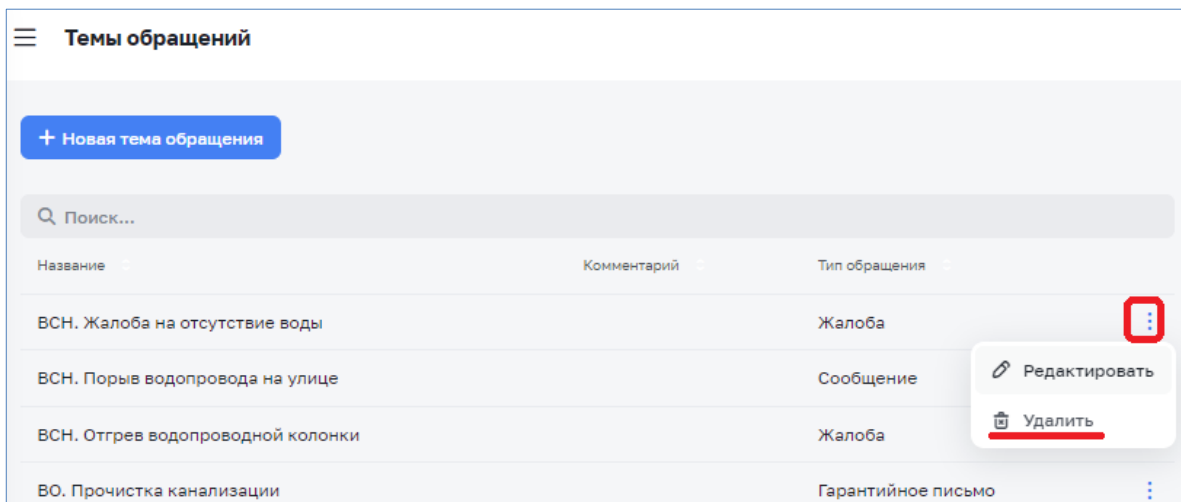 Темы обращений
+ Новая тема обращения
Поиск...
Название Комментарий Тип обращения
ВСН. Жалоба на отсутствие воды Жалоба
ВСН. Порыв водопровода на улице Сообщение
Редактировать
ВСН. Отгрев водопроводной колонки Жалоба
Удалить
ВО. Прочистка канализации Гарантийное письмо